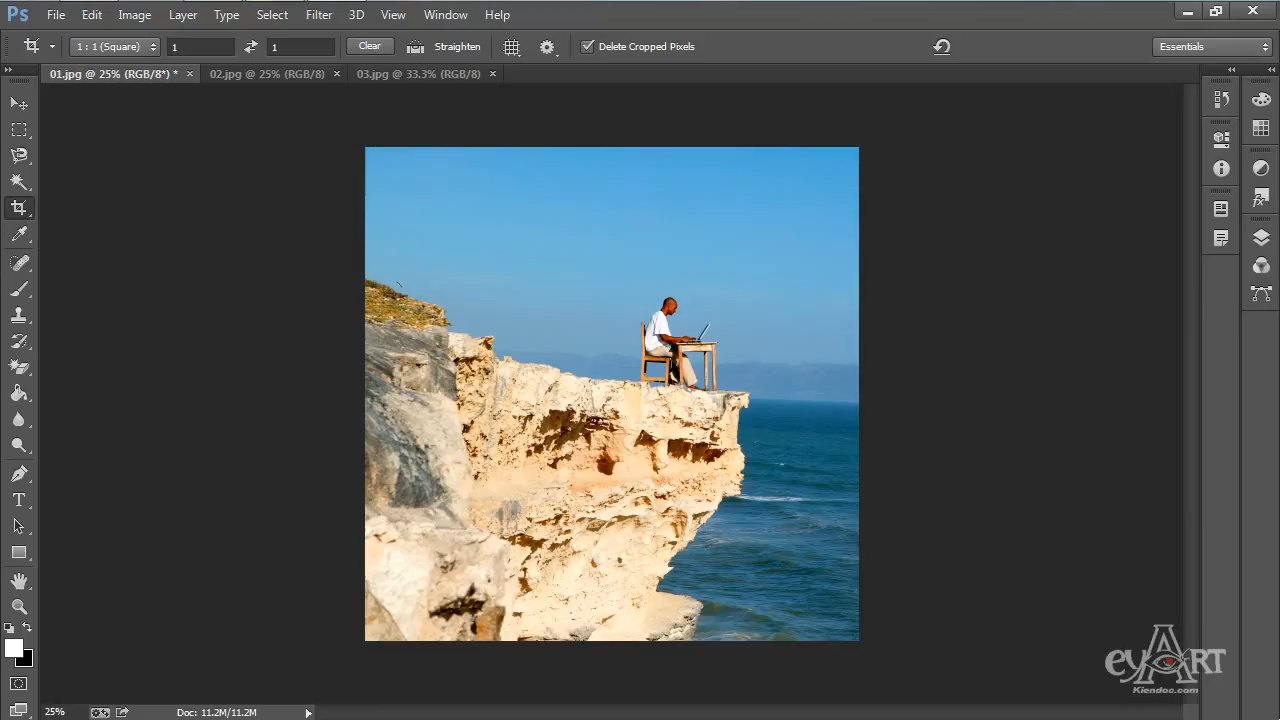 Ps File Edit Image Layer Type Select Filter 3D View Window Help
1 : 1 (Square) 1 1 Clear Straighten Delete Cropped Pixels Essentials
01.jpg @ 25% (RGB/8*) * × 02.jpg @ 25% (RGB/8) × 03.jpg @ 33.3% (RGB/8) ×
T
fx
eyART
Kiendoc.com
25% Doc: 11.2M/11.2M